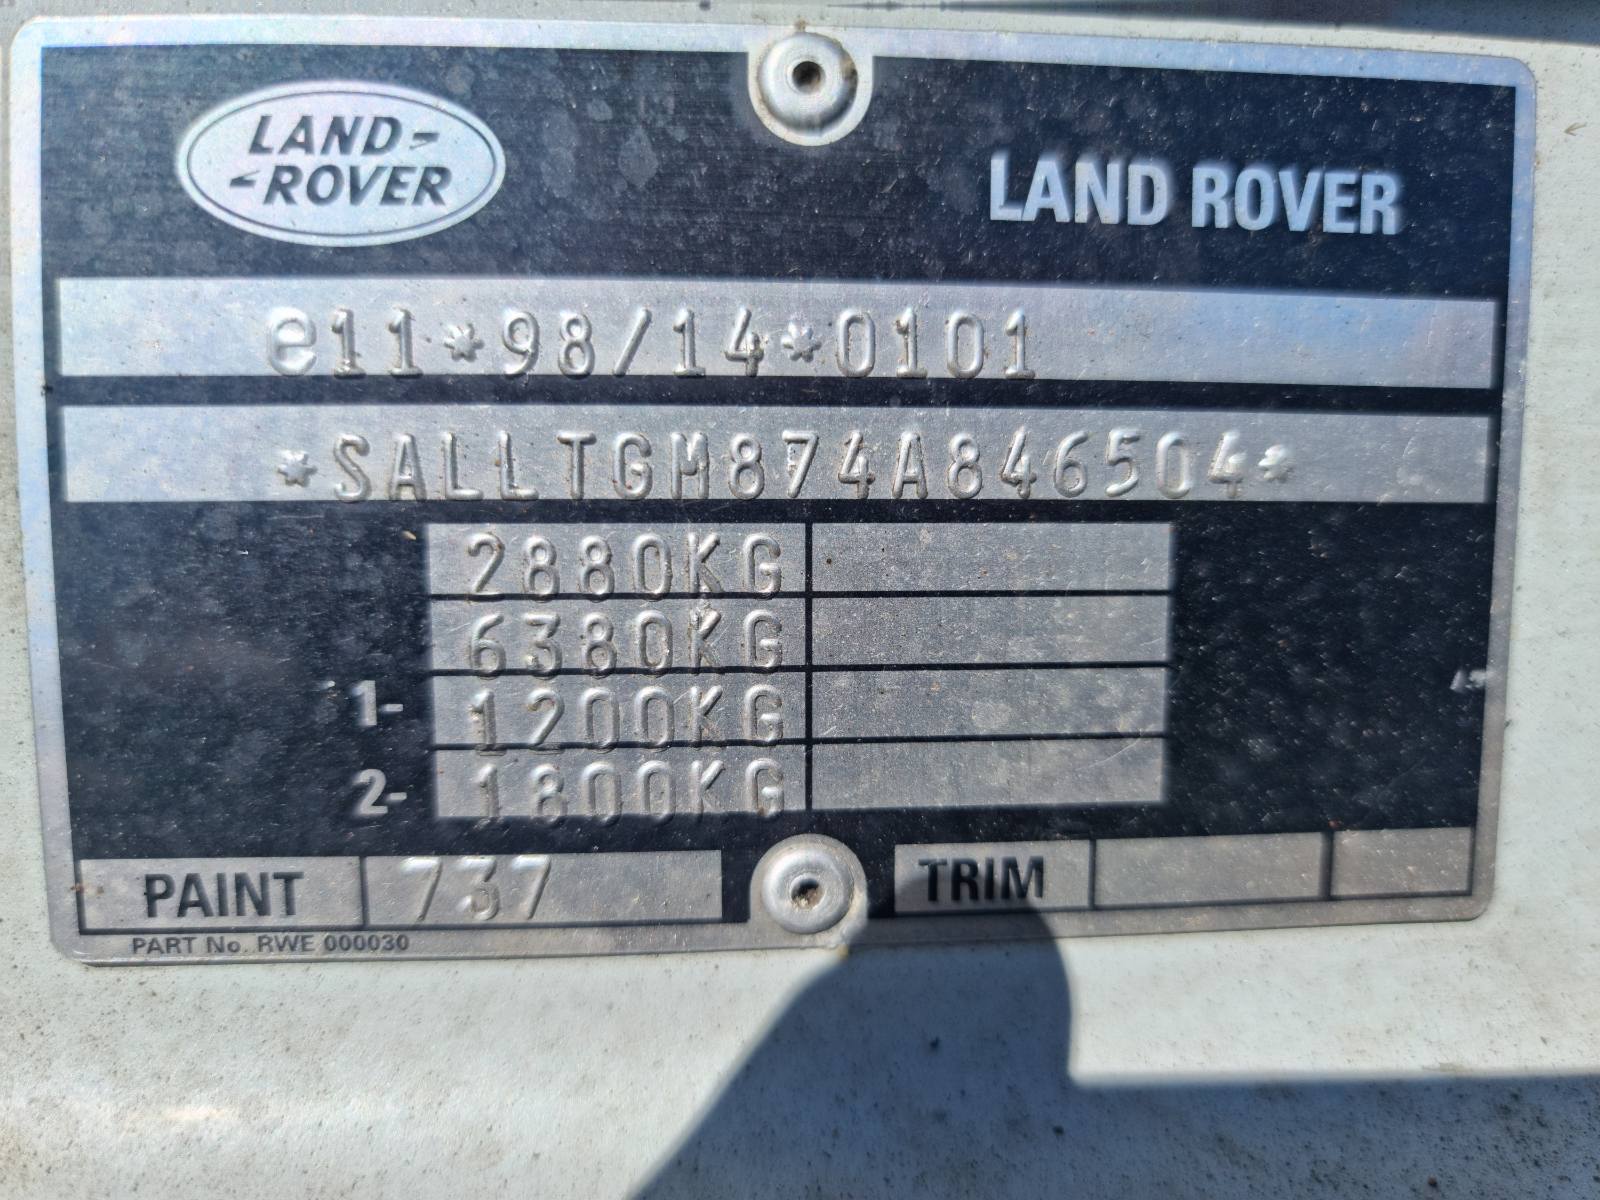 LAND-
-ROVER
LAND ROVER
e11*98/14*0101
*SALLTGM874A846504*
2880KG
6380KG
1- 1200KG
2- 1800KG
PAINT 737 TRIM
PART No. RWE 000030